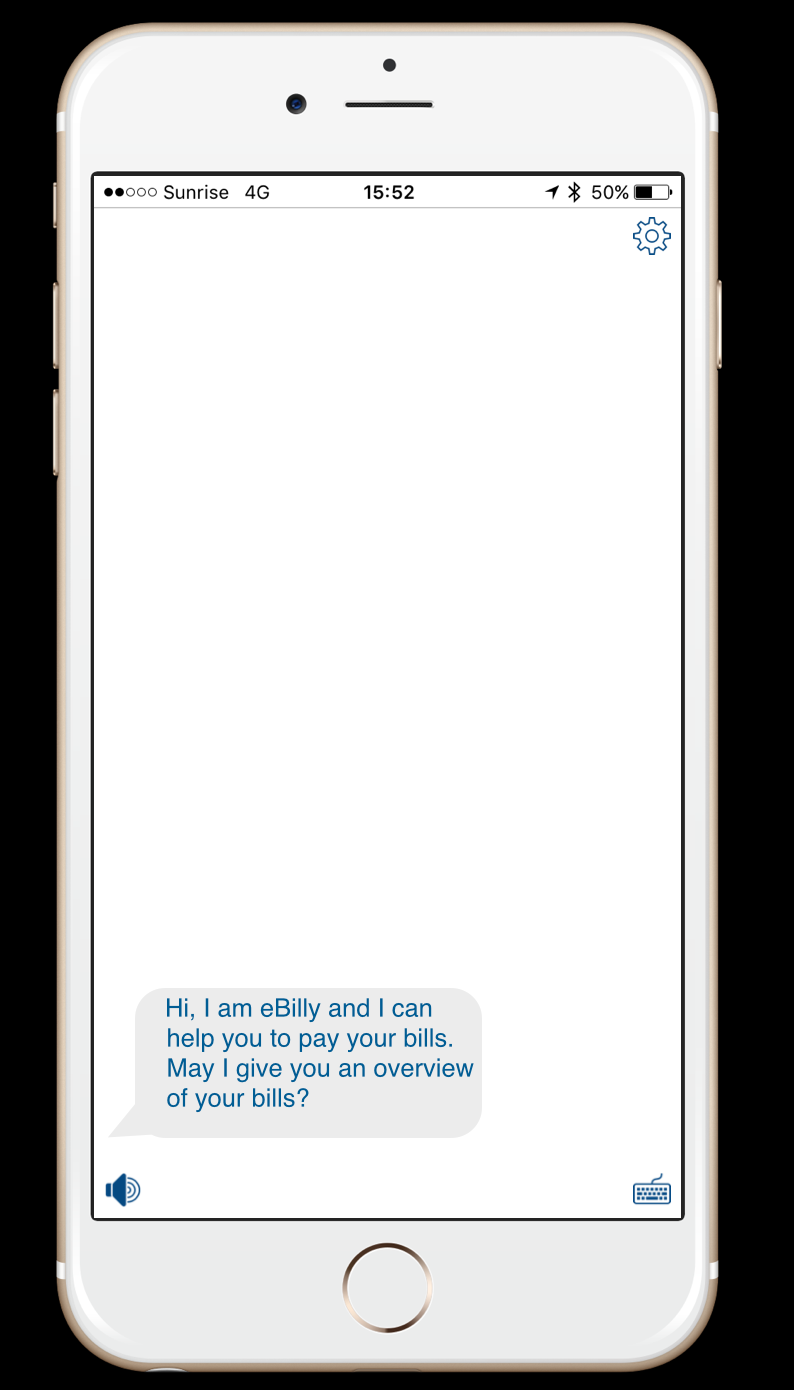 Sunrise 4G 15:52 50%
Hi, I am eBilly and I can
help you to pay your bills.
May I give you an overview
of your bills?